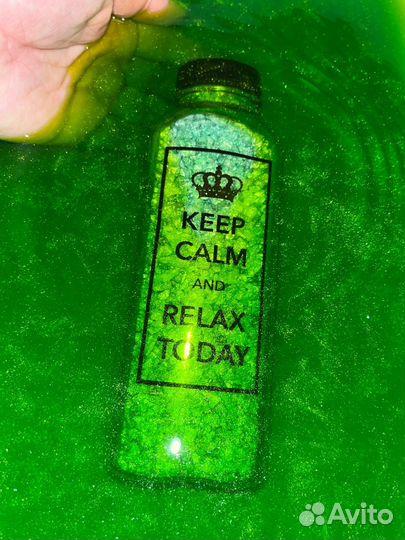 KEEP
CALM
AND
RELAX
TODAY
Avito